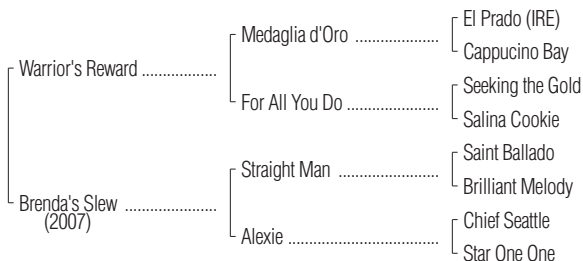 El Prado (IRE)
Medaglia d'Oro ...................
Cappucino Bay
Warrior's Reward .................
Seeking the Gold
For All You Do ....................
Salina Cookie
Saint Ballado
Straight Man .......................
Brilliant Melody
Brenda's Slew .....................
(2007)
Chief Seattle
Alexie ..................................
Star One One